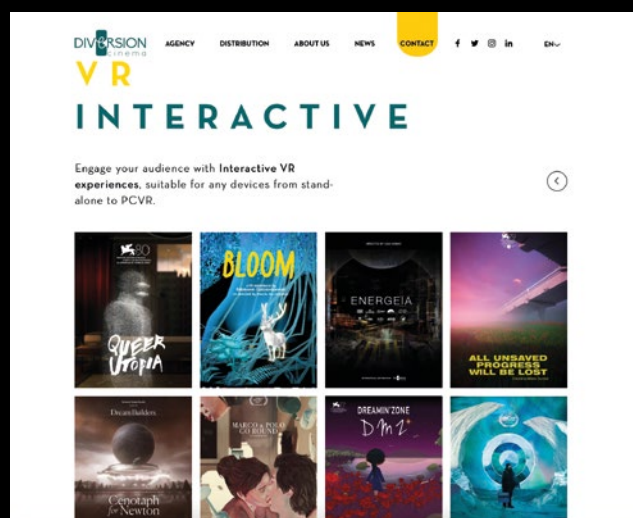 DIVERSION
cinema
AGENCY
DISTRIBUTION
ABOUT US
NEWS
CONTACT
EN
VR
INTERACTIVE
Engage your audience with Interactive VR
experiences, suitable for any devices from stand-
alone to PCVR.
80
QUEER
UTOPIA
BLOOM
ENERGEIA
ALL UNSAVED
PROGRESS
WILL BE LOST
DreamBuilders
Cenotaph
for Newton
MARCO & POLO
GO ROUND
DREAMIN'ZONE
DMZ